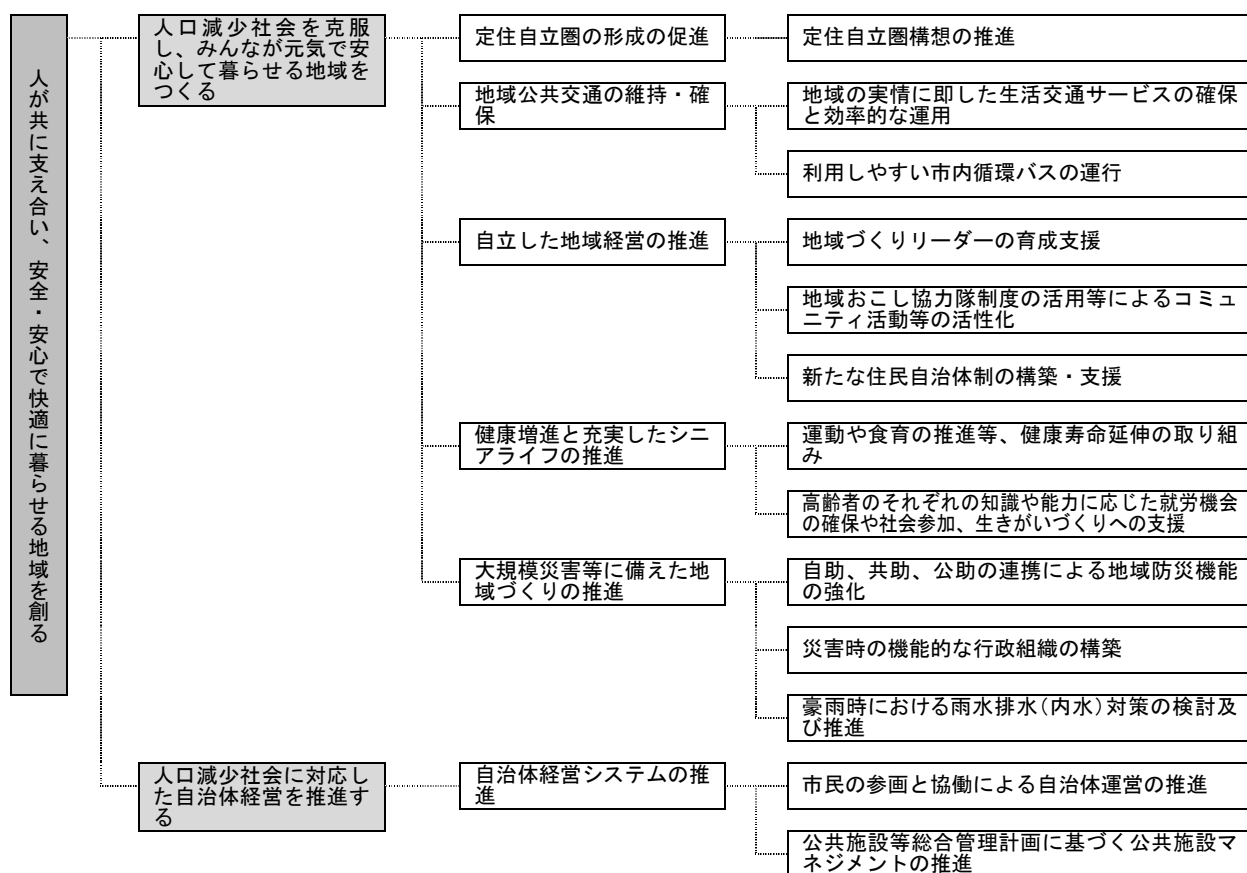 人が共に支え合い、安全・安心で快適に暮らせる地域を創る
人口減少社会を克服
し、みんなが元気で安
心して暮らせる地域を
つくる
定住自立圏の形成の促進
定住自立圏構想の推進
地域公共交通の維持・確
保
地域の実情に即した生活交通サービスの確保
と効率的な運用
利用しやすい市内循環バスの運行
自立した地域経営の推進
地域づくりリーダーの育成支援
地域おこし協力隊制度の活用等によるコミュ
ニティ活動等の活性化
新たな住民自治体制の構築・支援
健康増進と充実したシニ
アライフの推進
運動や食育の推進等、健康寿命延伸の取り組
み
高齢者のそれぞれの知識や能力に応じた就労機会
の確保や社会参加、生きがいづくりへの支援
大規模災害等に備えた地
域づくりの推進
自助、共助、公助の連携による地域防災機能
の強化
災害時の機能的な行政組織の構築
豪雨時における雨水排水(内水)対策の検討及
び推進
人口減少社会に対応し
た自治体経営を推進す
る
自治体経営システムの推
進
市民の参画と協働による自治体運営の推進
公共施設等総合管理計画に基づく公共施設マ
ネジメントの推進